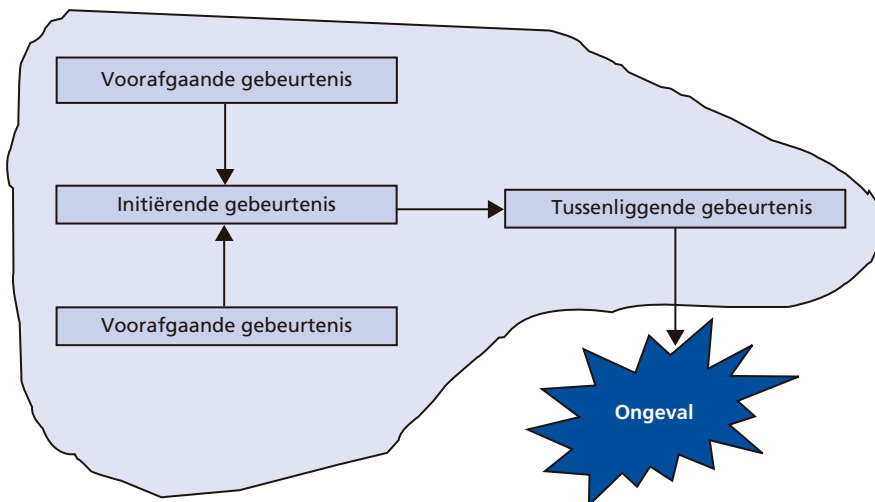 Voorafgaande gebeurtenis
Initiërende gebeurtenis
Tussenliggende gebeurtenis
Voorafgaande gebeurtenis
Ongeval